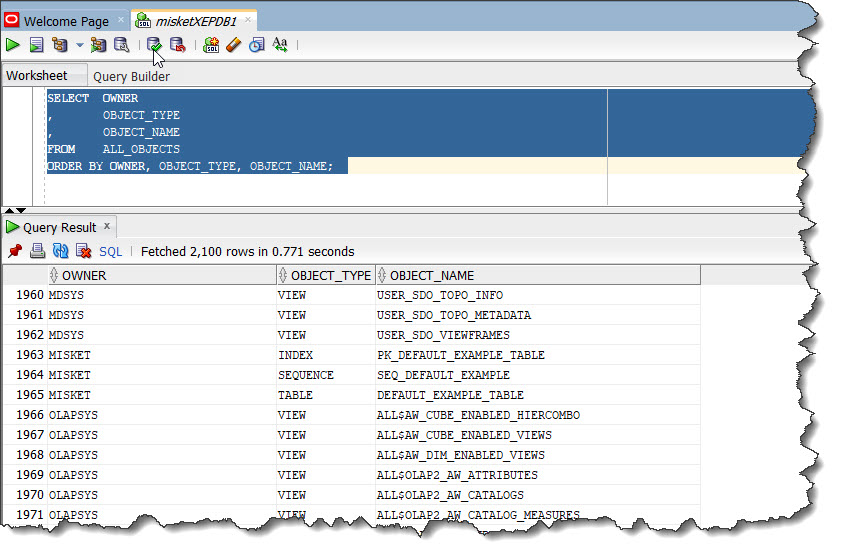 Welcome Page × misketXEPDB1 ×
SQL Aa
Worksheet Query Builder
SELECT OWNER
, OBJECT_TYPE
, OBJECT_NAME
FROM ALL_OBJECTS
ORDER BY OWNER, OBJECT_TYPE, OBJECT_NAME;
Query Result ×
SQL | Fetched 2,100 rows in 0.771 seconds
OWNER OBJECT_TYPE OBJECT_NAME
1960 MDSYS VIEW USER_SDO_TOPO_INFO
1961 MDSYS VIEW USER_SDO_TOPO_METADATA
1962 MDSYS VIEW USER_SDO_VIEWFRAMES
1963 MISKET INDEX PK_DEFAULT_EXAMPLE_TABLE
1964 MISKET SEQUENCE SEQ_DEFAULT_EXAMPLE
1965 MISKET TABLE DEFAULT_EXAMPLE_TABLE
1966 OLAPSYS VIEW ALL$AW_CUBE_ENABLED_HIERCOMBO
1967 OLAPSYS VIEW ALL$AW_CUBE_ENABLED_VIEWS
1968 OLAPSYS VIEW ALL$AW_DIM_ENABLED_VIEWS
1969 OLAPSYS VIEW ALL$OLAP2_AW_ATTRIBUTES
1970 OLAPSYS VIEW ALL$OLAP2_AW_CATALOGS
1971 OLAPSYS VIEW ALL$OLAP2_AW_CATALOG_MEASURES